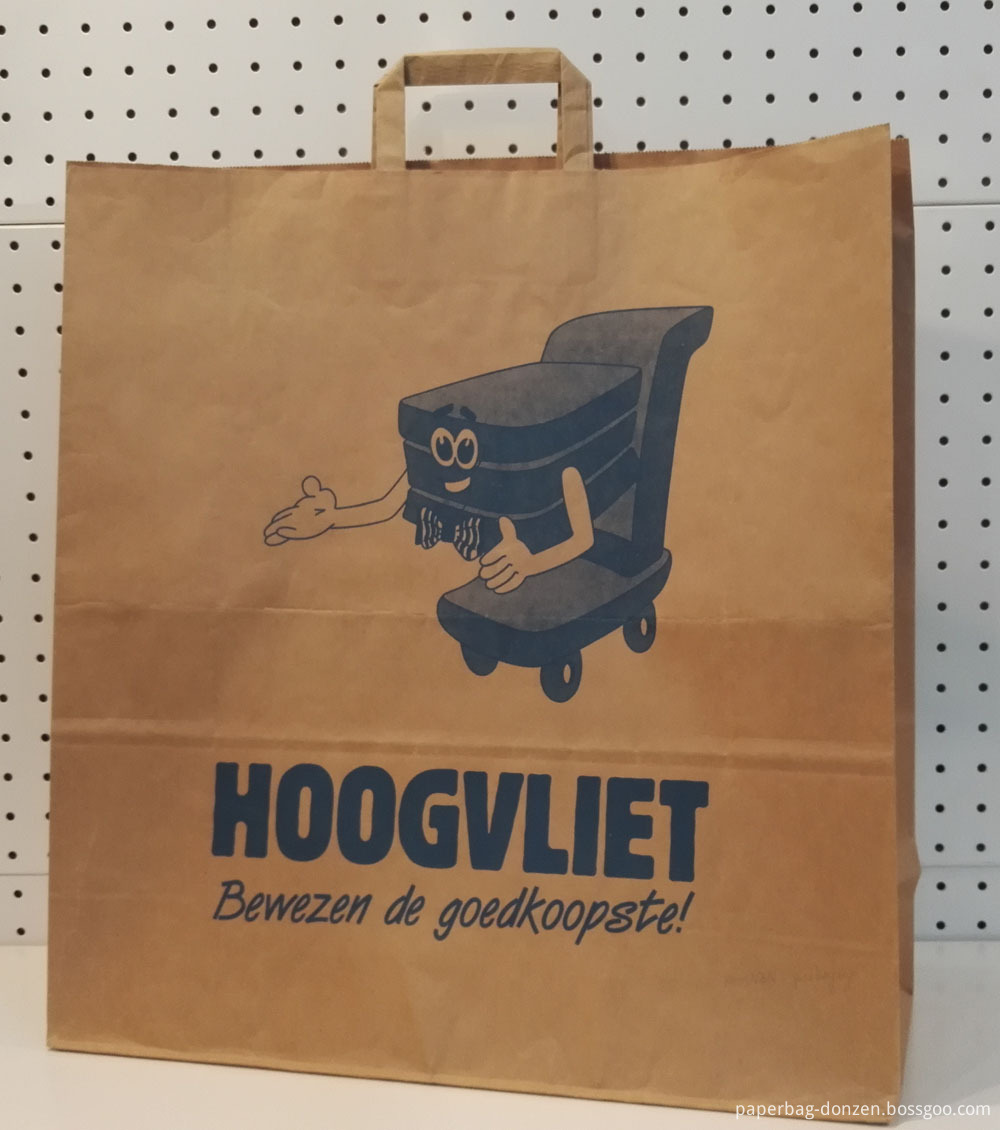 HOOGVLIET
Bewezen de goedkoopste!
paperbag-donzen.bossgoo.com